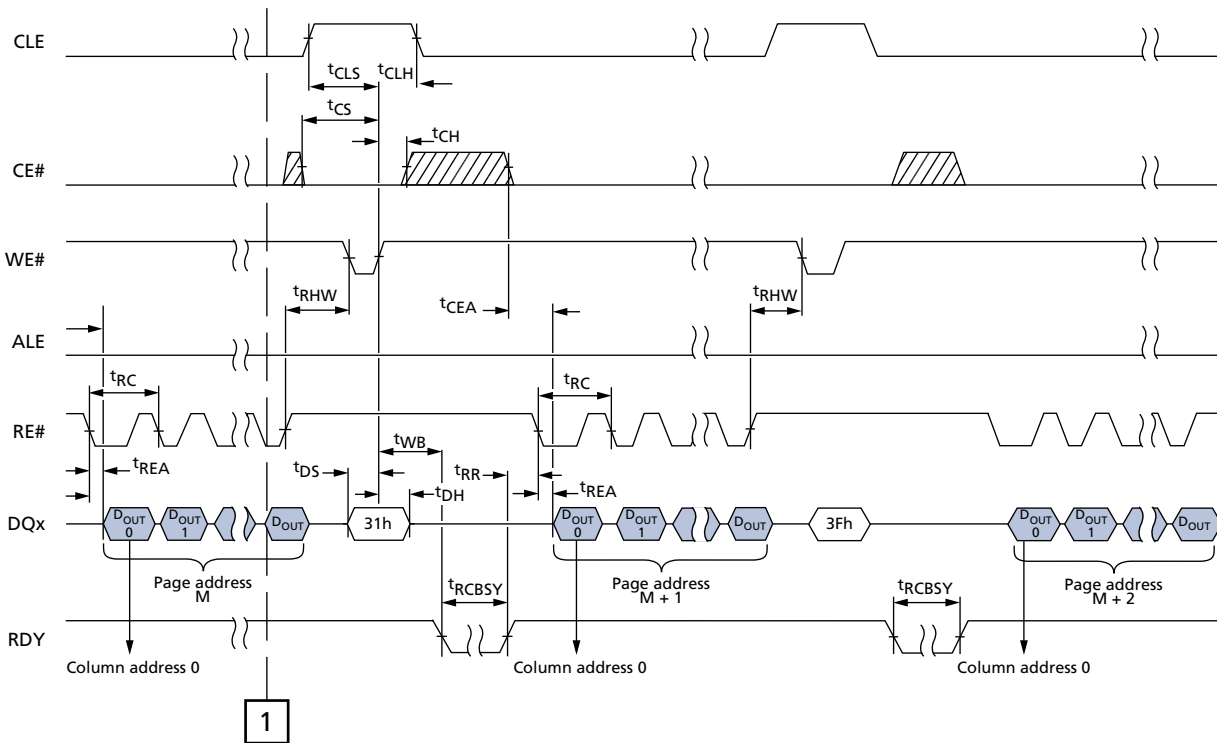 CLE
tCLS
tCLH
tCS
tCH
CE#
WE#
tRHW
tCEA
tRHW
ALE
tRC
tRC
RE#
tWB
tREA
tDS
tRR
tDH
tREA
DQx
DOUT 0
DOUT 1
DOUT
31h
DOUT 0
DOUT 1
DOUT
3Fh
DOUT 0
DOUT 1
DOUT
Page address
M
Page address
M + 1
Page address
M + 2
tRCBSY
tRCBSY
RDY
Column address 0
Column address 0
Column address 0
1